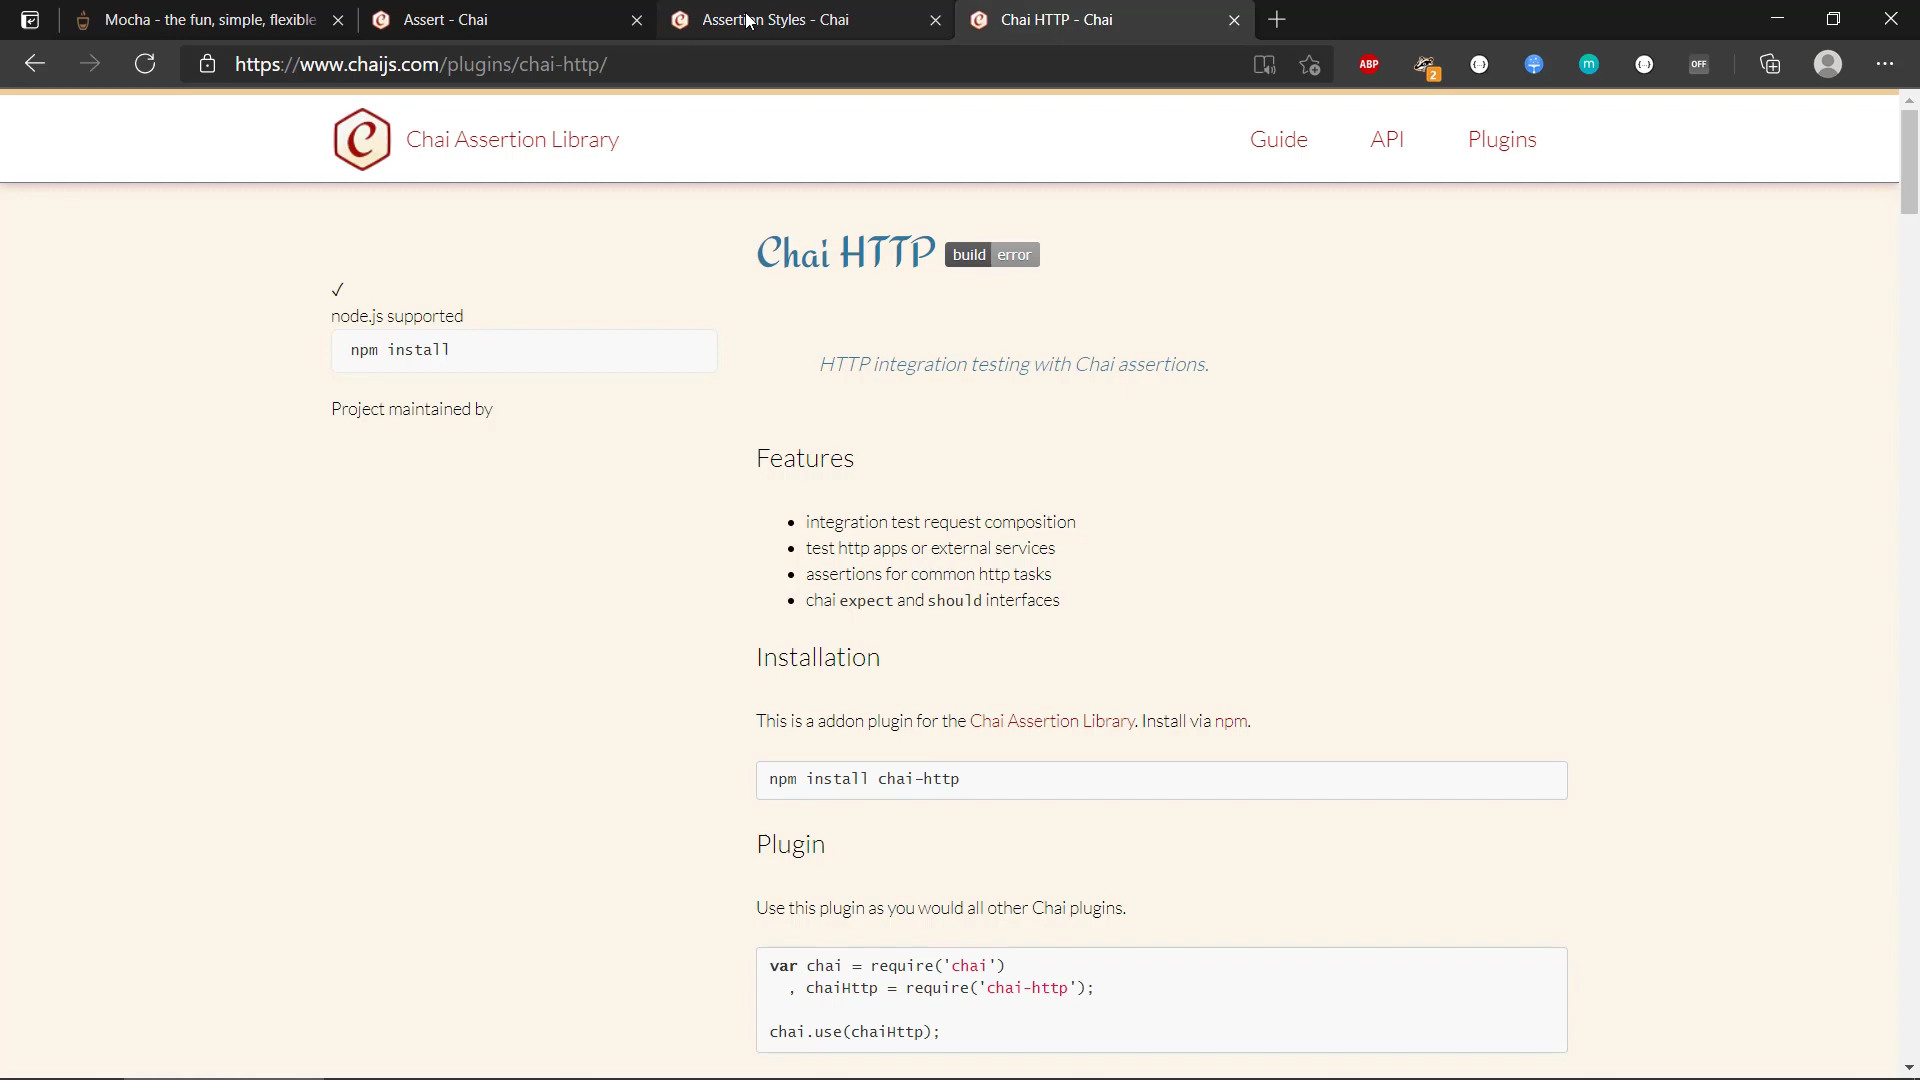 Mocha - the fun, simple, flexible
Assert - Chai
Assertion Styles - Chai
Chai HTTP - Chai
https://www.chaijs.com/plugins/chai-http/
ABP
2
m
OFF
Chai Assertion Library
Guide
API
Plugins
Chai HTTP
build error
✓
node.js supported
npm install
Project maintained by
HTTP integration testing with Chai assertions.
Features
• integration test request composition
• test http apps or external services
• assertions for common http tasks
• chai expect and should interfaces
Installation
This is a addon plugin for the Chai Assertion Library. Install via npm.
npm install chai-http
Plugin
Use this plugin as you would all other Chai plugins.
var chai = require('chai')
, chaiHttp = require('chai-http');
chai.use(chaiHttp);